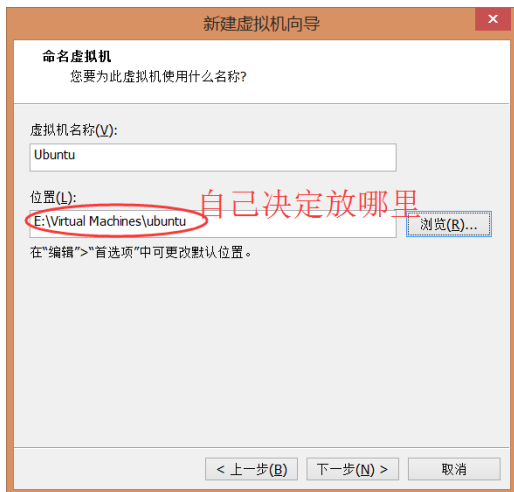 新建虚拟机向导
×
命名虚拟机
您要为此虚拟机使用什么名称?
虚拟机名称(V):
Ubuntu
位置(L):
自己决定放哪里
E:\Virtual Machines\ubuntu
浏览(R)...
在“编辑”>“首选项”中可更改默认位置。
< 上一步(B) 下一步(N) > 取消